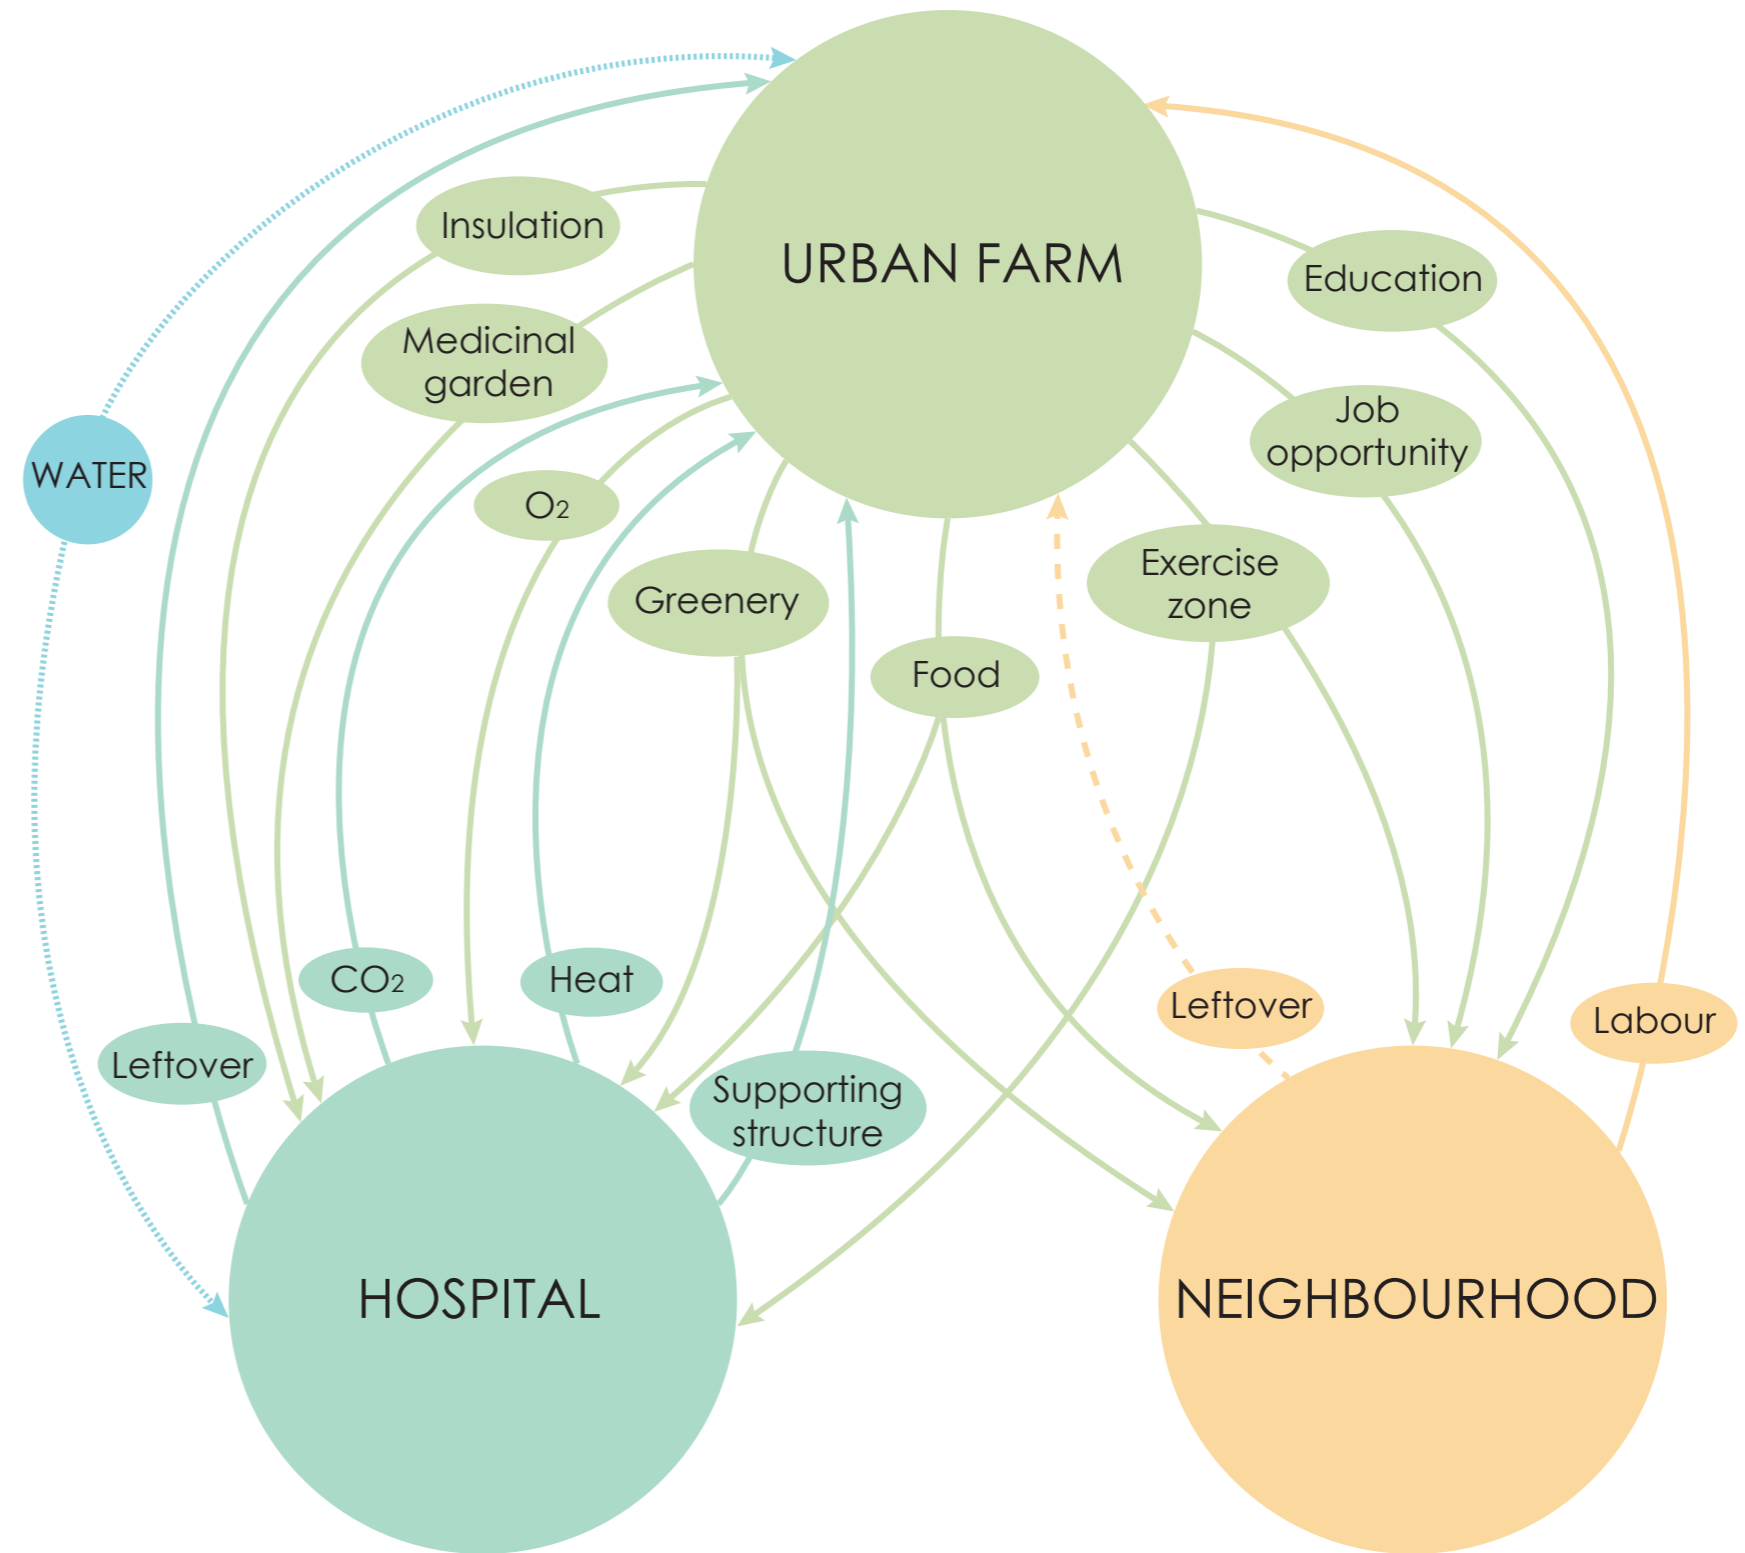 URBAN FARM
Insulation
Education
Medicinal
garden
Job
opportunity
WATER
O2
Exercise
zone
Greenery
Food
CO2
Heat
Leftover
Labour
Leftover
Supporting
structure
HOSPITAL
NEIGHBOURHOOD